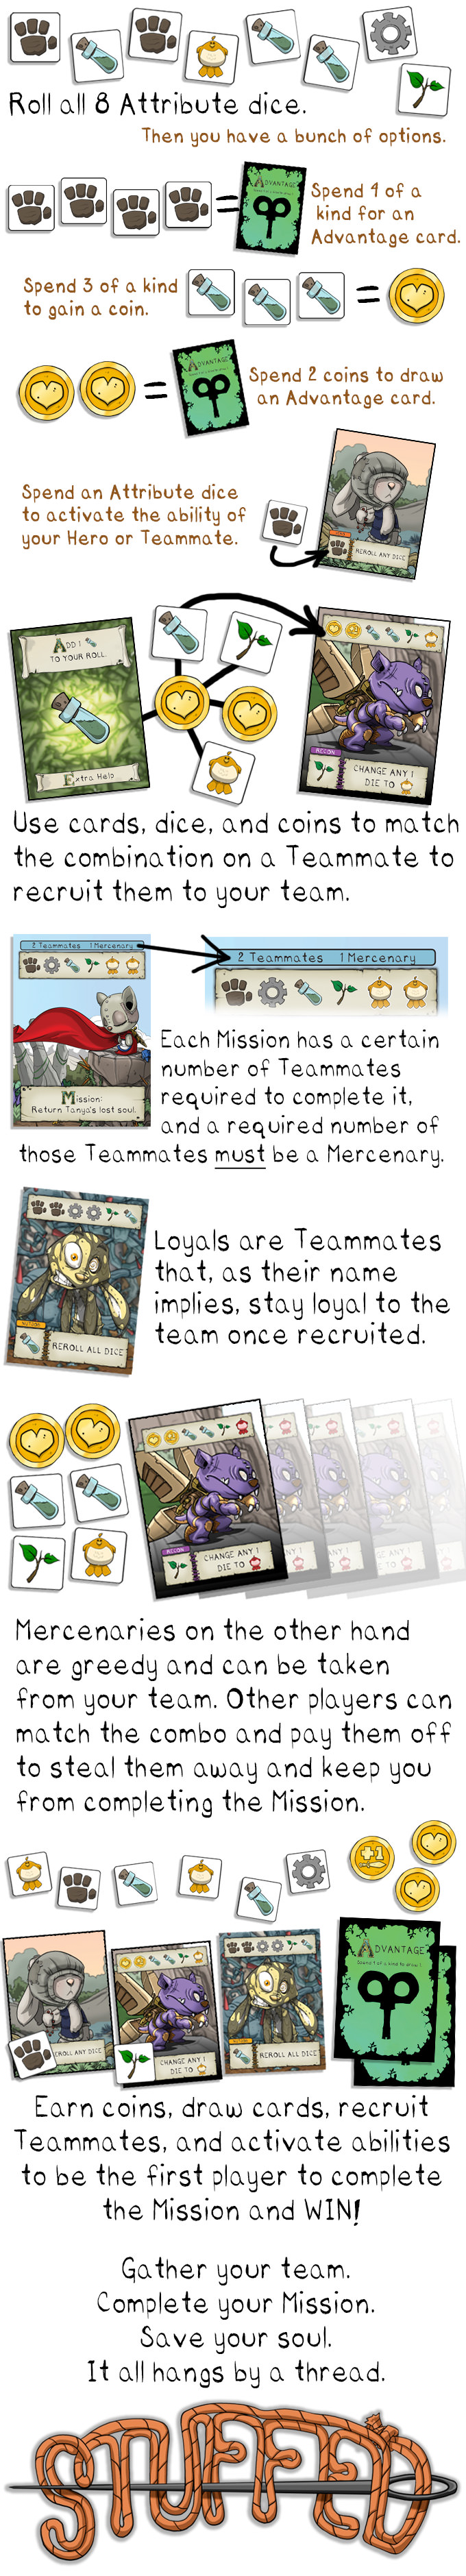 Roll all 8 Attribute dice.
Then you have a bunch of options.
ADVANTAGE
Spend 4 of a
kind for an
Advantage card.
Spend 3 of a kind
to gain a coin.
ADVANTAGE
Spend 2 coins to draw
an Advantage card.
Spend an Attribute dice
to activate the ability of
your Hero or Teammate.
REROLL ANY DICE
ADD 1
TO YOUR ROLL.
Extra Help
RECON
CHANGE ANY 1
DIE TO
Use cards, dice, and coins to match
the combination on a Teammate to
recruit them to your team.
2 Teammates 1 Mercenary
2 Teammates 1 Mercenary
Mission:
Return Tanya's lost soul.
Each Mission has a certain
number of Teammates
required to complete it,
and a required number of
those Teammates must be a Mercenary.
REROLL ALL DICE
Loyals are Teammates
that, as their name
implies, stay loyal to the
team once recruited.
RECON
CHANGE ANY 1
DIE TO
Mercenaries on the other hand
are greedy and can be taken
from your team. Other players can
match the combo and pay them off
to steal them away and keep you
from completing the Mission.
+1
ADVANTAGE
EROLL ANY DICE
CHANGE ANY 1
DIE TO
REROLL ALL DICE
Earn coins, draw cards, recruit
Teammates, and activate abilities
to be the first player to complete
the Mission and WIN!
Gather your team.
Complete your Mission.
Save your soul.
It all hangs by a thread.
STUFFED